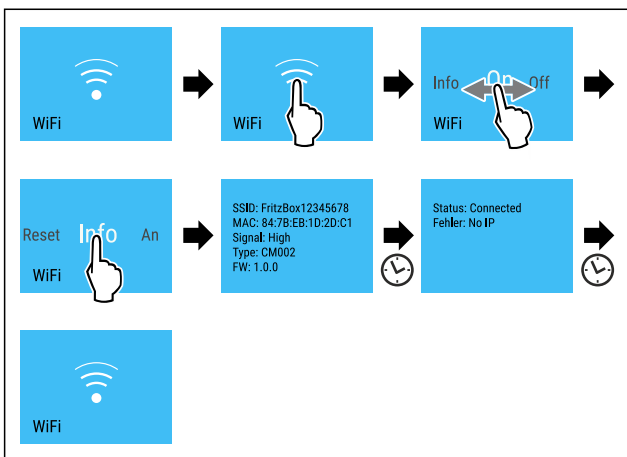 WiFi
WiFi
Info On Off
WiFi
Reset Info An
WiFi
SSID: FritzBox12345678
MAC: 84:7B:EB:1D:2D:C1
Signal: High
Type: CM002
FW: 1.0.0
Status: Connected
Fehler: No IP
WiFi